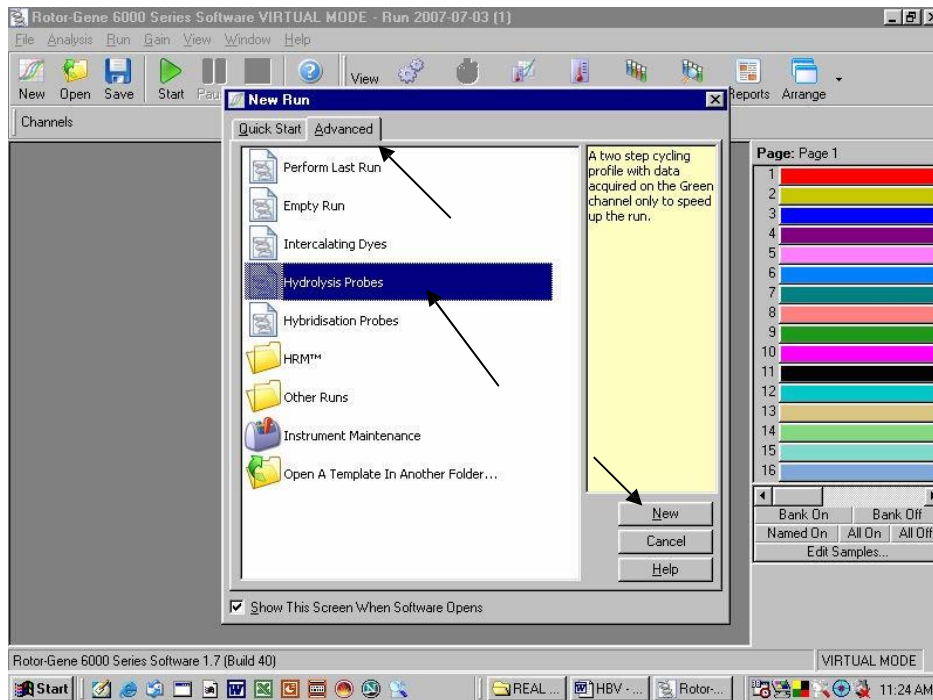 Rotor-Gene 6000 Series Software VIRTUAL MODE - Run 2007-07-03 (1)
File Analysis Run Gain View Window Help
New Open Save Start Pau View Reports Arrange
Channels
New Run
Quick Start Advanced
Perform Last Run
Empty Run
Intercalating Dyes
Hydrolysis Probes
Hybridisation Probes
HRM™
Other Runs
Instrument Maintenance
Open A Template In Another Folder...
A two step cycling
profile with data
acquired on the Green
channel only to speed
up the run.
New
Cancel
Help
Show This Screen When Software Opens
Page: Page 1
1
2
3
4
5
6
7
8
9
10
11
12
13
14
15
16
Bank On Bank Off
Named On All On All Off
Edit Samples...
Rotor-Gene 6000 Series Software 1.7 (Build 40) VIRTUAL MODE
Start REAL ... HBV - ... Rotor-... 11:24 AM